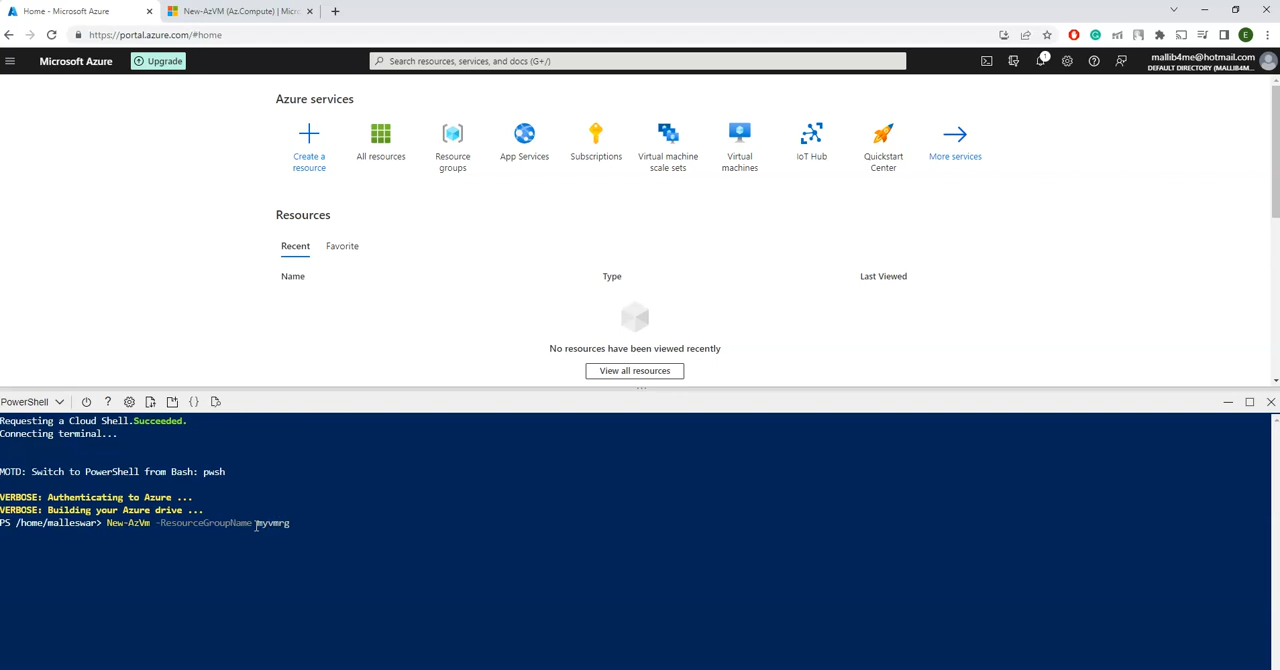 Home - Microsoft Azure
New-AzVM (Az.Compute) | Micr
https://portal.azure.com/#home
E
Microsoft Azure
Upgrade
Search resources, services, and docs (G+/)
1
mallib4me@hotmail.com
DEFAULT DIRECTORY (MALLIB4M...
Azure services
Create a resource
All resources
Resource groups
App Services
Subscriptions
Virtual machine scale sets
Virtual machines
IoT Hub
Quickstart Center
More services
Resources
Recent Favorite
Name Type Last Viewed
No resources have been viewed recently
View all resources
PowerShell
Requesting a Cloud Shell.Succeeded.
Connecting terminal...
MOTD: Switch to PowerShell from Bash: pwsh
VERBOSE: Authenticating to Azure ...
VERBOSE: Building your Azure drive ...
PS /home/malleswar> New-AzVm -ResourceGroupName myvmrg